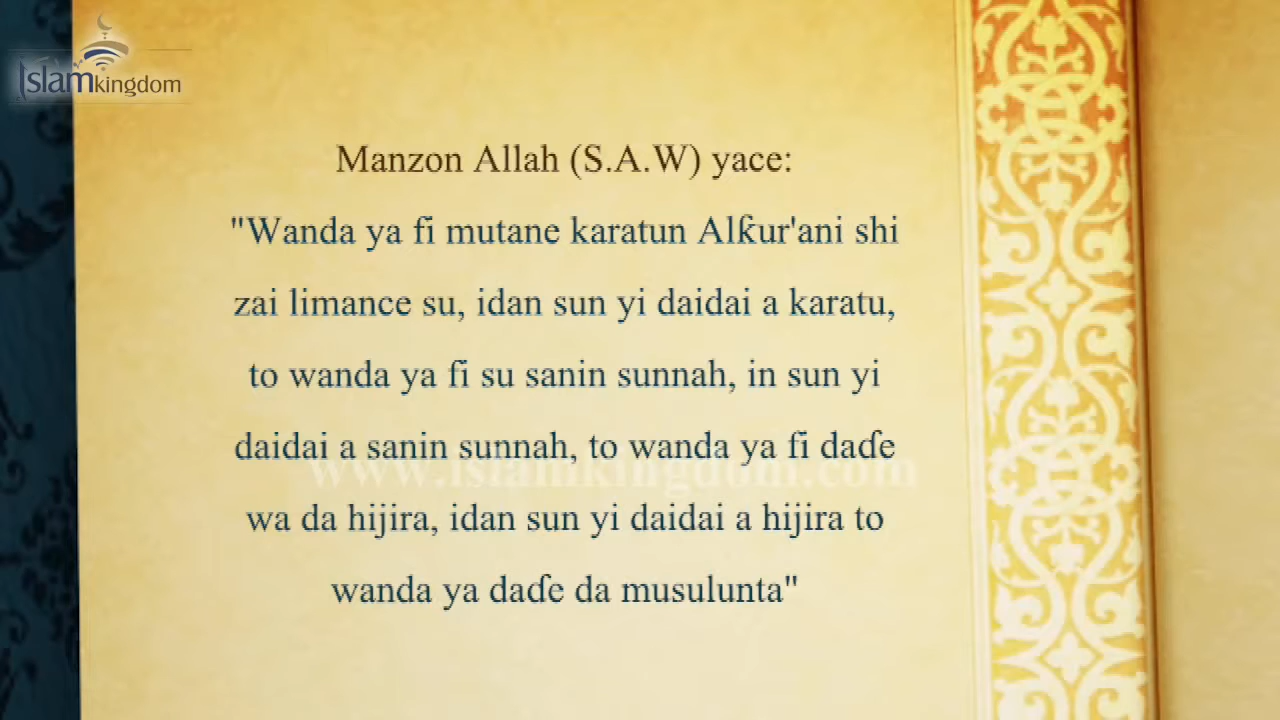 Islamkingdom
Manzon Allah (S.A.W) yace:
"Wanda ya fi mutane karatun Alƙur'ani shi
zai limance su, idan sun yi daidai a karatu,
to wanda ya fi su sanin sunnah, in sun yi
daidai a sanin sunnah, to wanda ya fi daɗe
www.islamkingdom.com
wa da hijira, idan sun yi daidai a hijira to
wanda ya daɗe da musulunta"